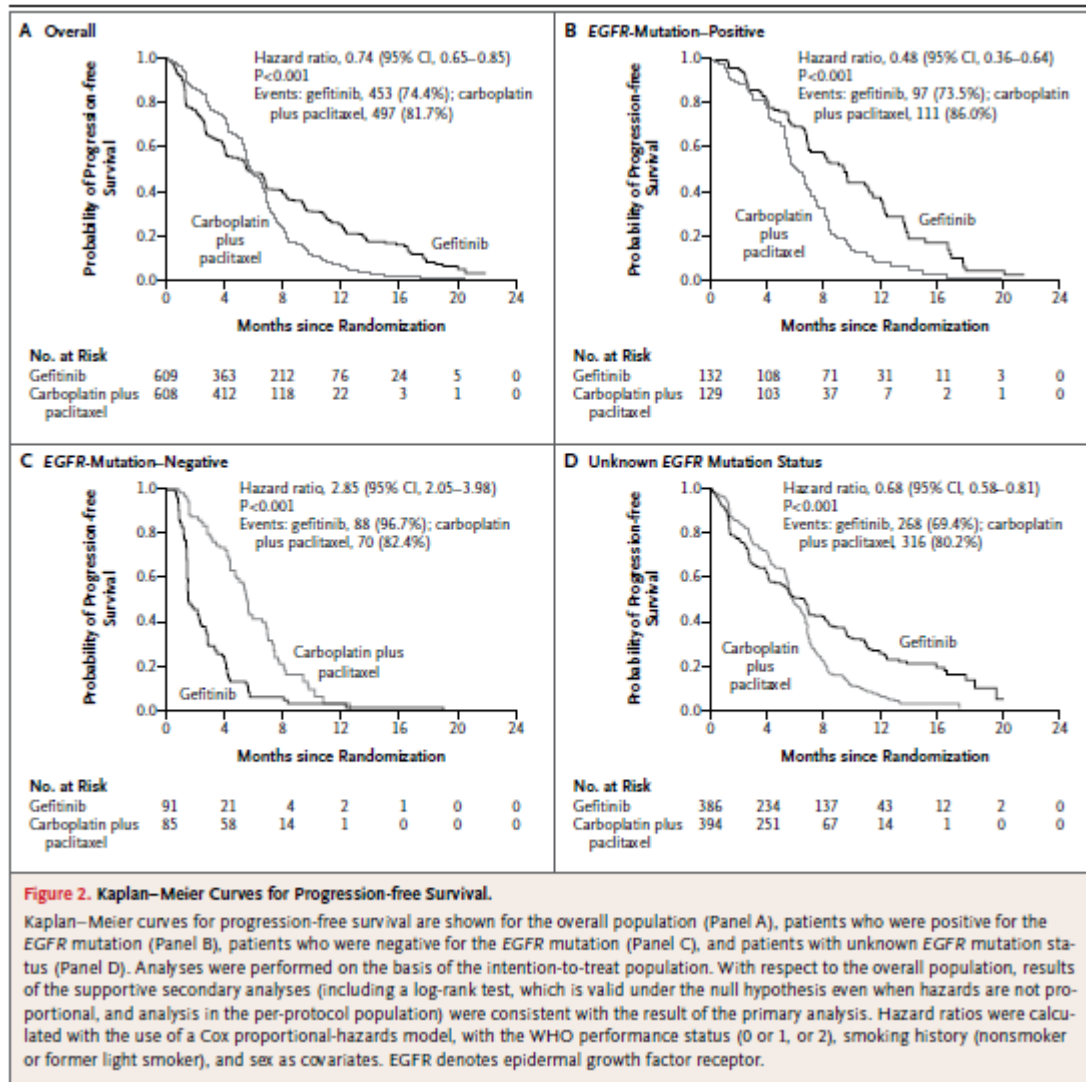 A Overall
Hazard ratio, 0.74 (95% CI, 0.65–0.85)
P<0.001
Events: gefitinib, 453 (74.4%); carboplatin
plus paclitaxel, 497 (81.7%)
Probability of Progression-free
Survival
1.0
0.8
0.6
0.4
0.2
0.0
Carboplatin
plus
paclitaxel
Gefitinib
0 4 8 12 16 20 24
Months since Randomization
No. at Risk
Gefitinib 609 363 212 76 24 5 0
Carboplatin plus 608 412 118 22 3 1 0
paclitaxel
B EGFR-Mutation–Positive
Hazard ratio, 0.48 (95% CI, 0.36–0.64)
P<0.001
Events: gefitinib, 97 (73.5%); carboplatin
plus paclitaxel, 111 (86.0%)
Probability of Progression-free
Survival
1.0
0.8
0.6
0.4
0.2
0.0
Carboplatin
plus
paclitaxel
Gefitinib
0 4 8 12 16 20 24
Months since Randomization
No. at Risk
Gefitinib 132 108 71 31 11 3 0
Carboplatin plus 129 103 37 7 2 1 0
paclitaxel
C EGFR-Mutation–Negative
Hazard ratio, 2.85 (95% CI, 2.05–3.98)
P<0.001
Events: gefitinib, 88 (96.7%); carboplatin
plus paclitaxel, 70 (82.4%)
Probability of Progression-free
Survival
1.0
0.8
0.6
0.4
0.2
0.0
Carboplatin plus
paclitaxel
Gefitinib
0 4 8 12 16 20 24
Months since Randomization
No. at Risk
Gefitinib 91 21 4 2 1 0 0
Carboplatin plus 85 58 14 1 0 0 0
paclitaxel
D Unknown EGFR Mutation Status
Hazard ratio, 0.68 (95% CI, 0.58–0.81)
P<0.001
Events: gefitinib, 268 (69.4%); carboplatin
plus paclitaxel, 316 (80.2%)
Probability of Progression-free
Survival
1.0
0.8
0.6
0.4
0.2
0.0
Gefitinib
Carboplatin
plus
paclitaxel
0 4 8 12 16 20 24
Months since Randomization
No. at Risk
Gefitinib 386 234 137 43 12 2 0
Carboplatin plus 394 251 67 14 1 0 0
paclitaxel
Figure 2. Kaplan–Meier Curves for Progression-free Survival.
Kaplan–Meier curves for progression-free survival are shown for the overall population (Panel A), patients who were positive for the
EGFR mutation (Panel B), patients who were negative for the EGFR mutation (Panel C), and patients with unknown EGFR mutation sta-
tus (Panel D). Analyses were performed on the basis of the intention-to-treat population. With respect to the overall population, results
of the supportive secondary analyses (including a log-rank test, which is valid under the null hypothesis even when hazards are not pro-
portional, and analysis in the per-protocol population) were consistent with the result of the primary analysis. Hazard ratios were calcu-
lated with the use of a Cox proportional-hazards model, with the WHO performance status (0 or 1, or 2), smoking history (nonsmoker
or former light smoker), and sex as covariates. EGFR denotes epidermal growth factor receptor.